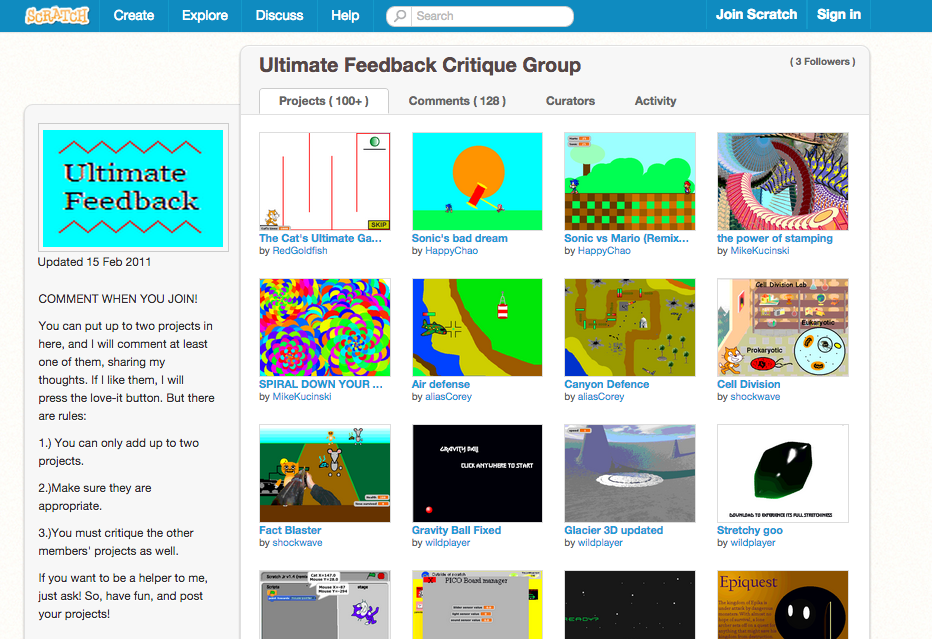 SCRATCH Create Explore Discuss Help Search Join Scratch Sign in
Ultimate Feedback Critique Group
( 3 Followers )
Projects ( 100+ ) Comments ( 128 ) Curators Activity
Ultimate
Feedback
Updated 15 Feb 2011
COMMENT WHEN YOU JOIN!
You can put up to two projects in
here, and I will comment at least
one of them, sharing my
thoughts. If I like them, I will
press the love-it button. But there
are rules:
1.) You can only add up to two
projects.
2.)Make sure they are
appropriate.
3.)You must critique the other
members' projects as well.
If you want to be a helper to me,
just ask! So, have fun, and post
your projects!
SKIP
The Cat's Ultimate Ga...
by RedGoldfish
Sonic's bad dream
by HappyChao
Sonic vs Mario (Remix...
by HappyChao
the power of stamping
by MikeKucinski
SPIRAL DOWN YOUR ...
by MikeKucinski
Air defense
by aliasCorey
Canyon Defence
by aliasCorey
Cell Division Lab
Eukaryotic
Prokaryotic
Cell Division
by shockwave
Fact Blaster
by shockwave
GRAVITY BALL
CLICK ANYWHERE TO START
Gravity Ball Fixed
by wildplayer
Glacier 3D updated
by wildplayer
DOWNLOAD TO EXPERIENCE ITS FULL STRETCHINESS
Stretchy goo
by wildplayer
PICO Board manager
READY?
Epiquest